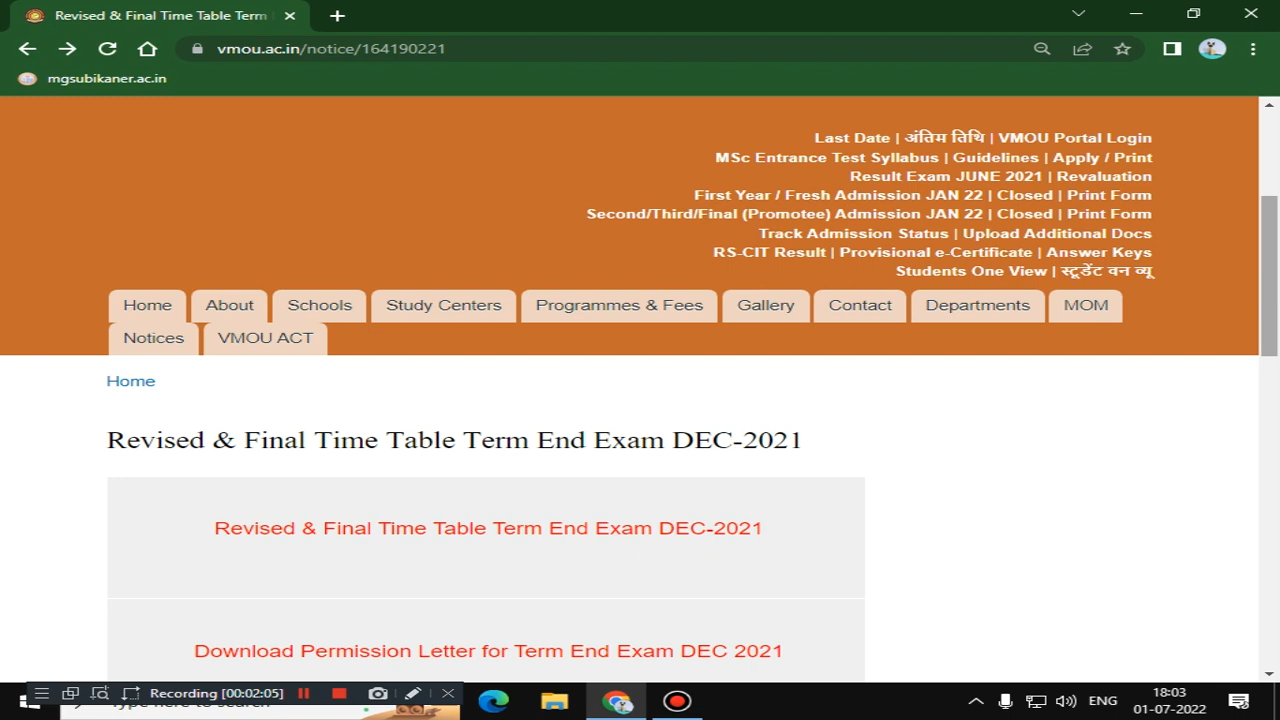 Revised & Final Time Table Term
vmou.ac.in/notice/164190221
mgsubikaner.ac.in
Last Date | अंतिम तिथि | VMOU Portal Login
MSc Entrance Test Syllabus | Guidelines | Apply / Print
Result Exam JUNE 2021 | Revaluation
First Year / Fresh Admission JAN 22 | Closed | Print Form
Second/Third/Final (Promotee) Admission JAN 22 | Closed | Print Form
Track Admission Status | Upload Additional Docs
RS-CIT Result | Provisional e-Certificate | Answer Keys
Students One View | स्टूडेंट वन व्यू
Home About Schools Study Centers Programmes & Fees Gallery Contact Departments MOM
Notices VMOU ACT
Home
Revised & Final Time Table Term End Exam DEC-2021
Revised & Final Time Table Term End Exam DEC-2021
Download Permission Letter for Term End Exam DEC 2021
Recording [00:02:05]
Type here to search
ENG
18:03
01-07-2022